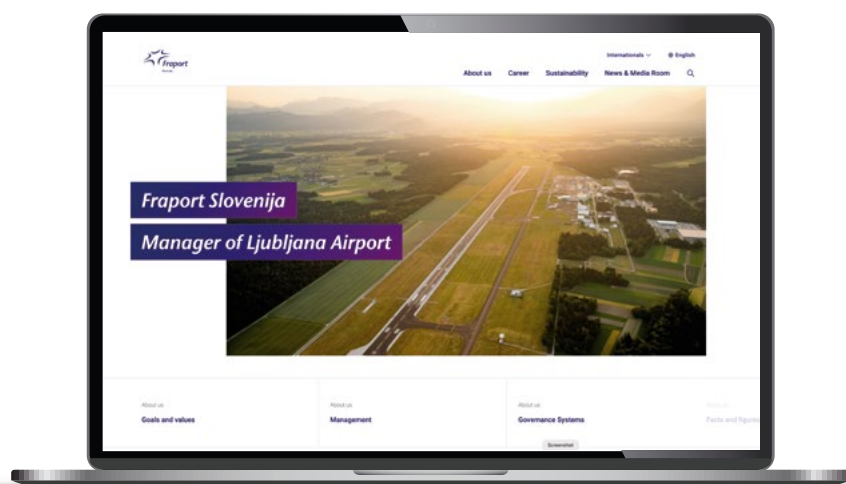 Internationals
English
Fraport
About us Career Sustainability News & Media Room
Fraport Slovenija
Manager of Ljubljana Airport
About us About us About us
Goals and values Management Governance Systems Facts and figures
Screenshot